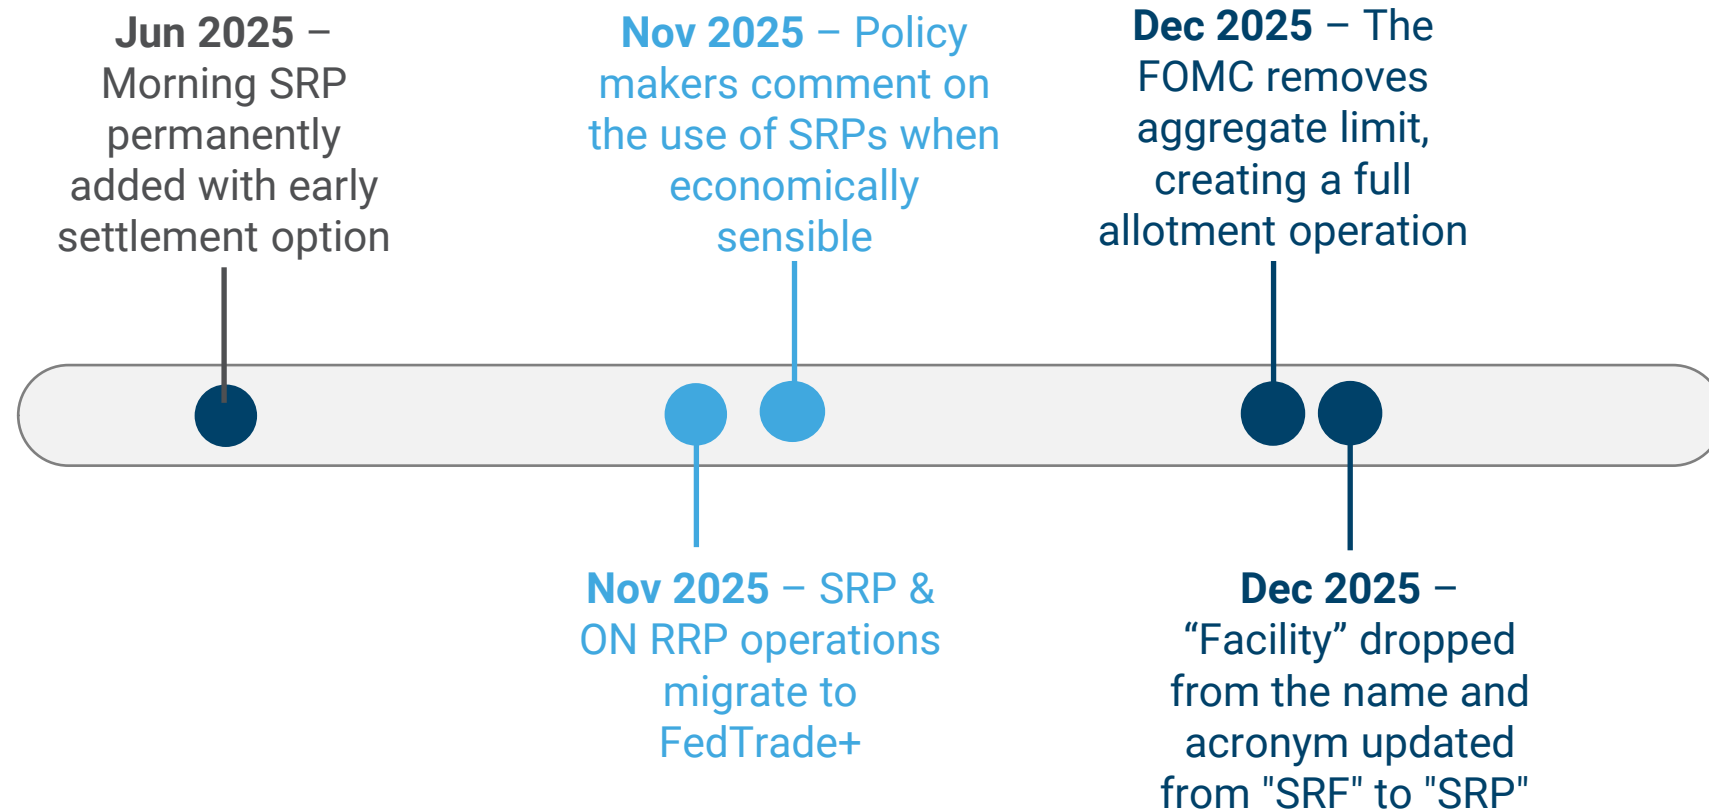 Jun 2025 –
Morning SRP
permanently
added with early
settlement option
Nov 2025 – Policy
makers comment on
the use of SRPs when
economically
sensible
Dec 2025 – The
FOMC removes
aggregate limit,
creating a full
allotment operation
Nov 2025 – SRP &
ON RRP operations
migrate to
FedTrade+
Dec 2025 –
“Facility” dropped
from the name and
acronym updated
from "SRF" to "SRP"